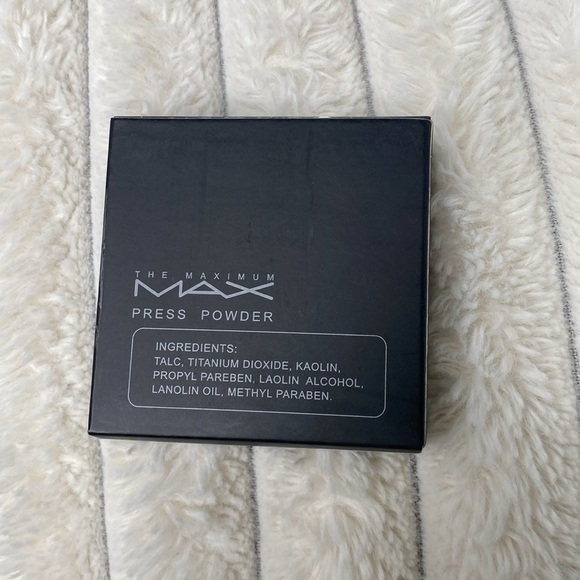 THE MAXIMUM
MAX
PRESS POWDER
INGREDIENTS:
TALC, TITANIUM DIOXIDE, KAOLIN,
PROPYL PAREBEN, LAOLIN ALCOHOL,
LANOLIN OIL, METHYL PARABEN.